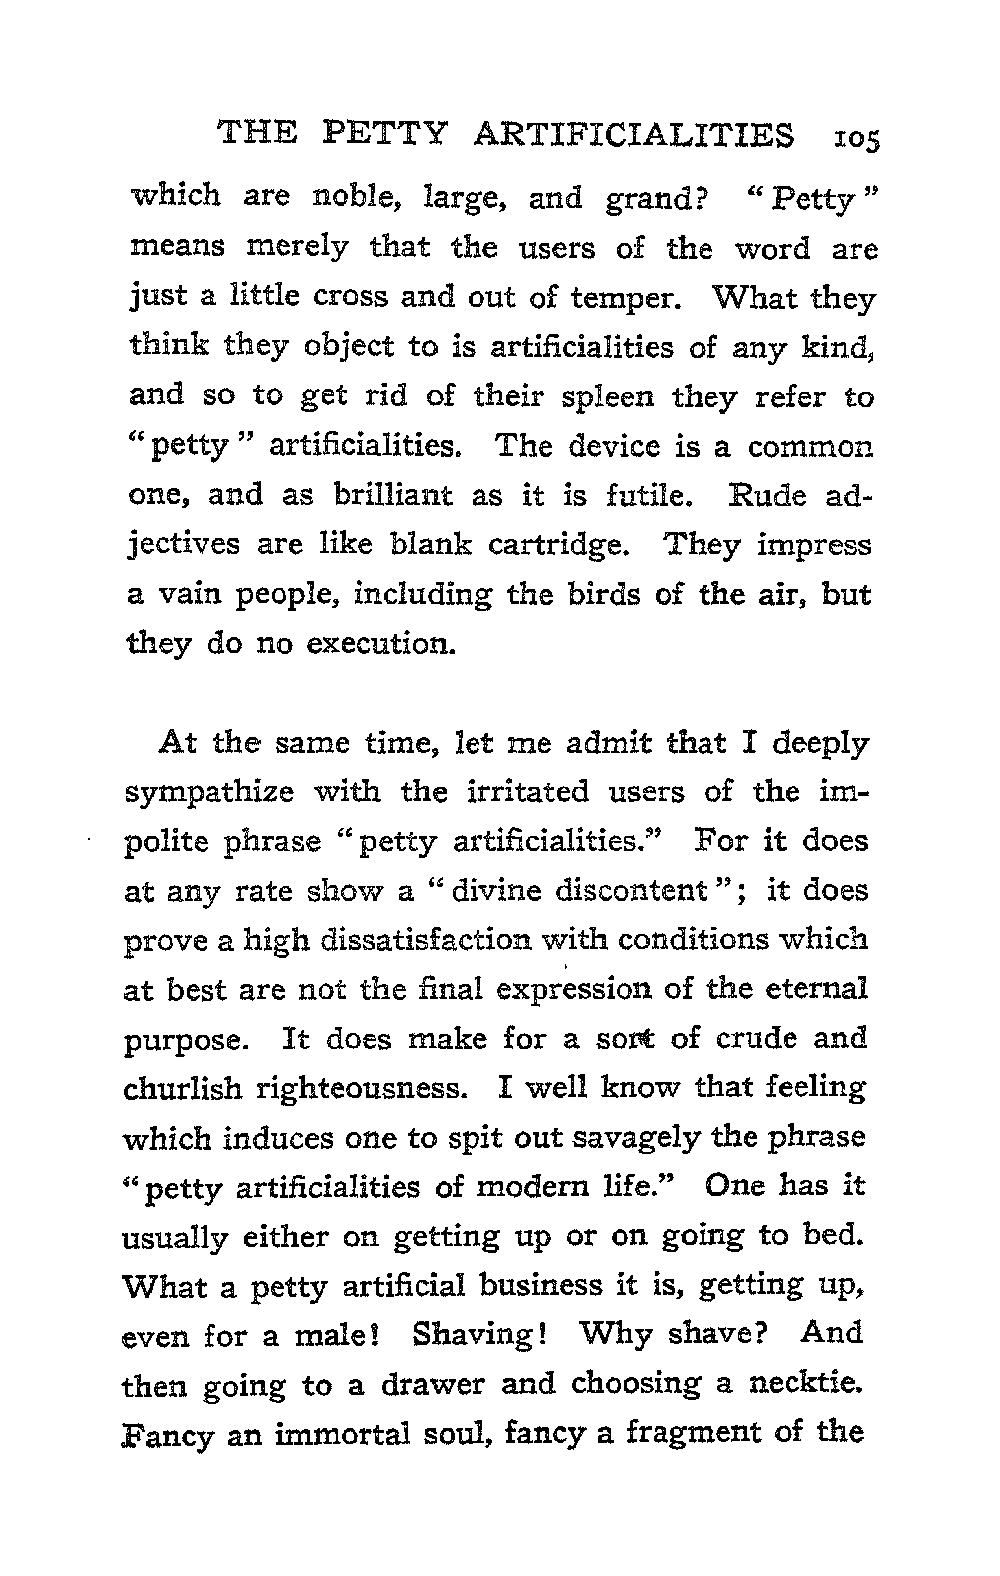 THE PETTY ARTIFICIALITIES 105
which are noble, large, and grand? “Petty”
means merely that the users of the word are
just a little cross and out of temper. What they
think they object to is artificialities of any kind,
and so to get rid of their spleen they refer to
“petty” artificialities. The device is a common
one, and as brilliant as it is futile. Rude ad-
jectives are like blank cartridge. They impress
a vain people, including the birds of the air, but
they do no execution.
At the same time, let me admit that I deeply
sympathize with the irritated users of the im-
polite phrase “petty artificialities.” For it does
at any rate show a “divine discontent”; it does
prove a high dissatisfaction with conditions which
at best are not the final expression of the eternal
purpose. It does make for a sort of crude and
churlish righteousness. I well know that feeling
which induces one to spit out savagely the phrase
“petty artificialities of modern life.” One has it
usually either on getting up or on going to bed.
What a petty artificial business it is, getting up,
even for a male! Shaving! Why shave? And
then going to a drawer and choosing a necktie.
Fancy an immortal soul, fancy a fragment of the